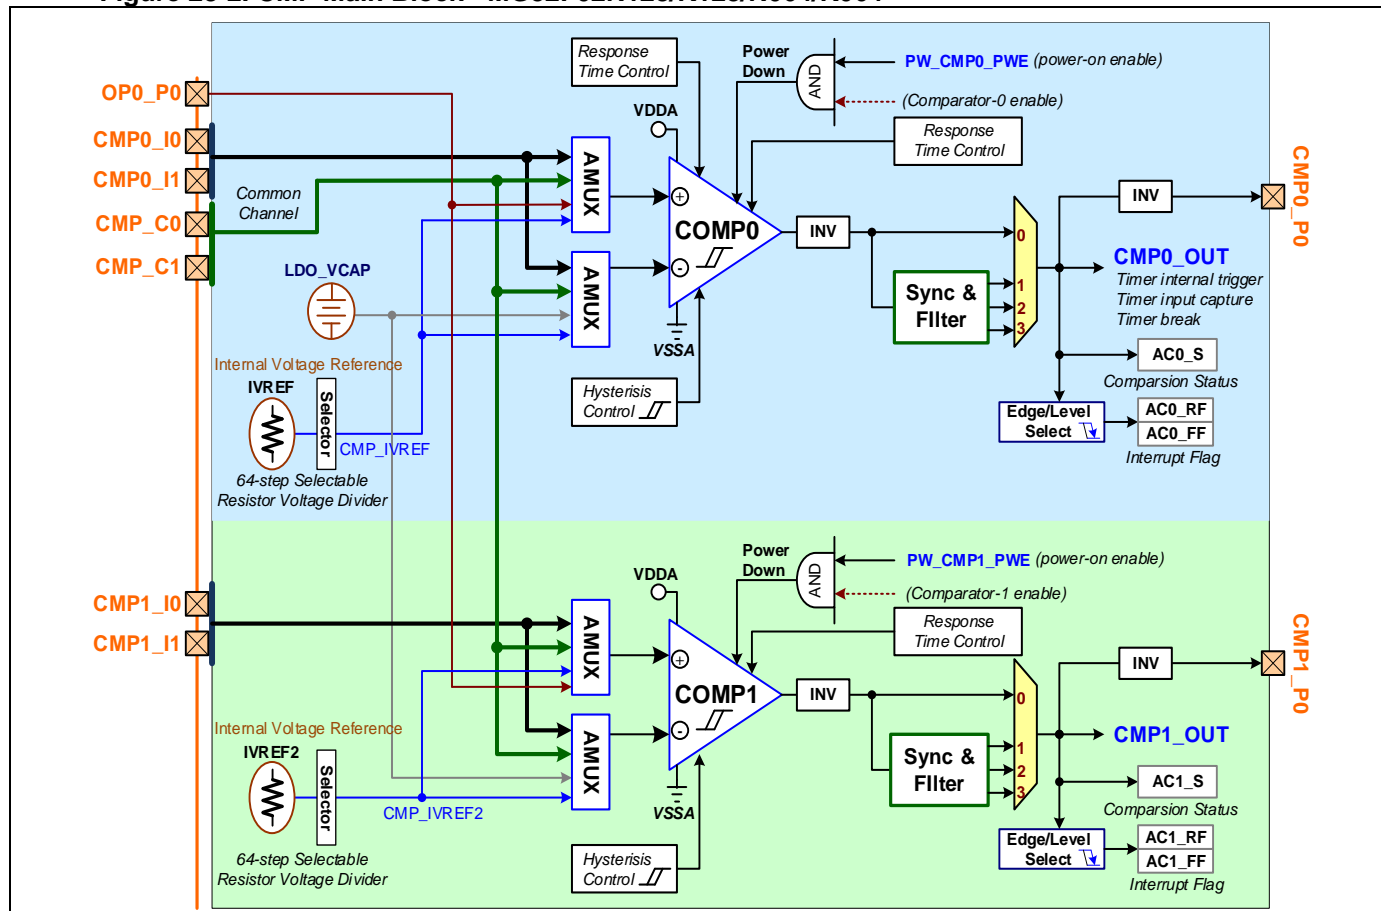 OP0_P0
CMP0_I0
CMP0_I1
CMP_C0
CMP_C1
Common
Channel
LDO_VCAP
Internal Voltage Reference
IVREF
Selector
CMP_IVREF
64-step Selectable
Resistor Voltage Divider
Response
Time Control
VDDA
AMUX
AMUX
+
COMP0
-
VSSA
Hysterisis
Control
Power
Down
AND
PW_CMP0_PWE (power-on enable)
(Comparator-0 enable)
Response
Time Control
INV
Sync &
FIlter
0
1
2
3
INV
CMP0_P0
CMP0_OUT
Timer internal trigger
Timer input capture
Timer break
AC0_S
Comparsion Status
Edge/Level
Select
AC0_RF
AC0_FF
Interrupt Flag
CMP1_I0
CMP1_I1
Internal Voltage Reference
IVREF2
Selector
CMP_IVREF2
64-step Selectable
Resistor Voltage Divider
VDDA
AMUX
AMUX
+
COMP1
-
VSSA
Hysterisis
Control
Power
Down
AND
PW_CMP1_PWE (power-on enable)
(Comparator-1 enable)
Response
Time Control
INV
Sync &
FIlter
0
1
2
3
INV
CMP1_P0
CMP1_OUT
AC1_S
Comparsion Status
Edge/Level
Select
AC1_RF
AC1_FF
Interrupt Flag